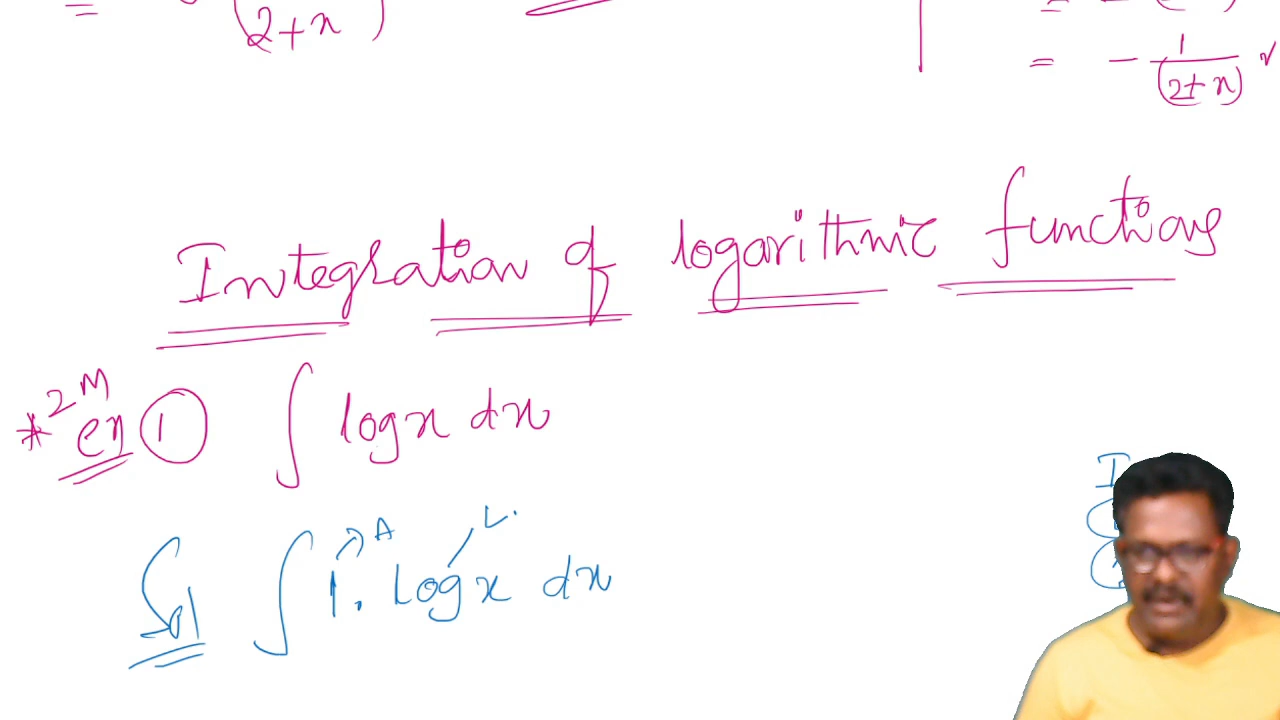 =
(2+x)
=
= - 1/(2+x) ✓
Integration of logarithmic functions
* 2M
ex ① ∫ log x dx
A L.
Sol ∫ 1. log x dx
I